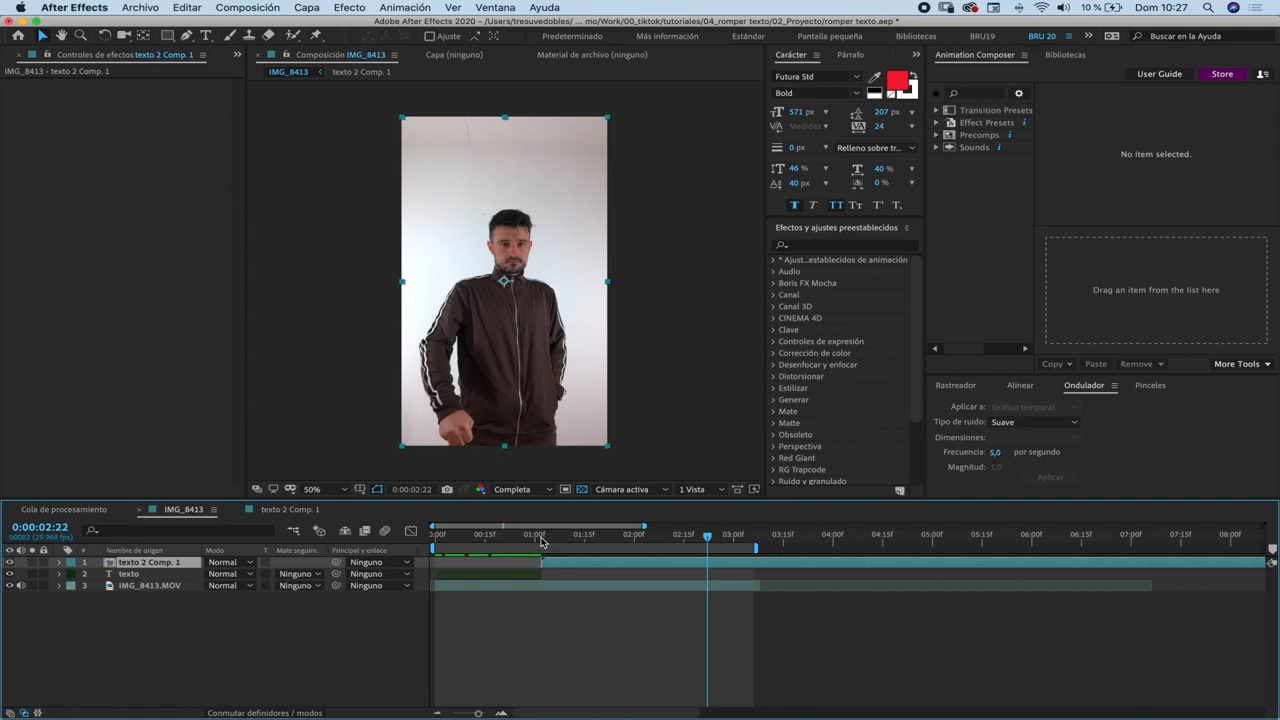 After Effects Archivo Editar Composición Capa Efecto Animación Ver Ventana Ayuda 10 % Dom 10:27
Adobe After Effects 2020 - /Users/tresuvedobles/ ... mo/Work/00_tiktok/tutoriales/04_romper texto/02_Proyecto/romper texto.aep *
Ajuste Predeterminado Más información Estándar Pantalla pequeña Bibliotecas BRU19 BRU 20 Buscar en la Ayuda
Controles de efectos texto 2 Comp. 1 Composición IMG_8413 Capa (ninguno) Material de archivo (ninguno) Carácter Párrafo Animation Composer Bibliotecas
IMG_8413 • texto 2 Comp. 1 IMG_8413 texto 2 Comp. 1
Futura Std User Guide Store
Bold
571 px 207 px Transition Presets
Medidas 24 Effect Presets
Precomps
0 px Relleno sobre tr... Sounds
No item selected.
46 % 40 %
40 px 0 %
T T TT Tт T¹ T₁
Efectos y ajustes preestablecidos
* Ajust...establecidos de animación
Audio
Boris FX Mocha
Canal
Canal 3D
CINEMA 4D
Clave
Controles de expresión
Corrección de color
Desenfocar y enfocar
Distorsionar
Estilizar
Generar
Mate
Matte
Obsoleto
Perspectiva
Red Giant
RG Trapcode
Ruido y granulado
Drag an item from the list here
Copy Paste Remove More Tools
Rastreador Alinear Ondulador Pinceles
Aplicar a: Gráfico temporal
Tipo de ruido: Suave
Dimensiones:
Frecuencia: 5,0 por segundo
Magnitud: 1,0
Aplicar
50% 0:00:02:22 Completa Cámara activa 1 Vista
Cola de procesamiento IMG_8413 texto 2 Comp. 1
0:00:02:22
00082 (29.968 fps)
:00f 00:15f 01:00f 01:15f 02:00f 02:15f 03:00f 03:15f 04:00f 04:15f 05:00f 05:15f 06:00f 06:15f 07:00f 07:15f 08:00f
# Nombre de origen Modo T Mate seguim. Principal y enlace
1 texto 2 Comp. 1 Normal Ninguno
2 T texto Normal Ninguno Ninguno
3 IMG_8413.MOV Normal Ninguno Ninguno
Conmutar definidores / modos